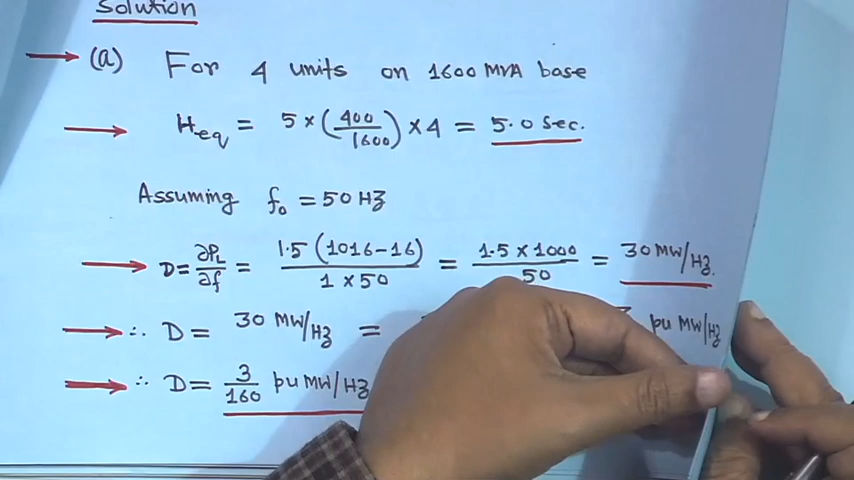 Solution
(a) For 4 units on 1600 MVA base
Heq = 5 × (400/1600) × 4 = 5.0 sec.
Assuming f₀ = 50 Hz
D = ∂PL/∂f = 1.5 (1016-16)/1 × 50 = 1.5 × 1000/50 = 30 MW/Hz.
∴ D = 30 MW/Hz = pu MW/Hz
∴ D = 3/160 pu MW/Hz